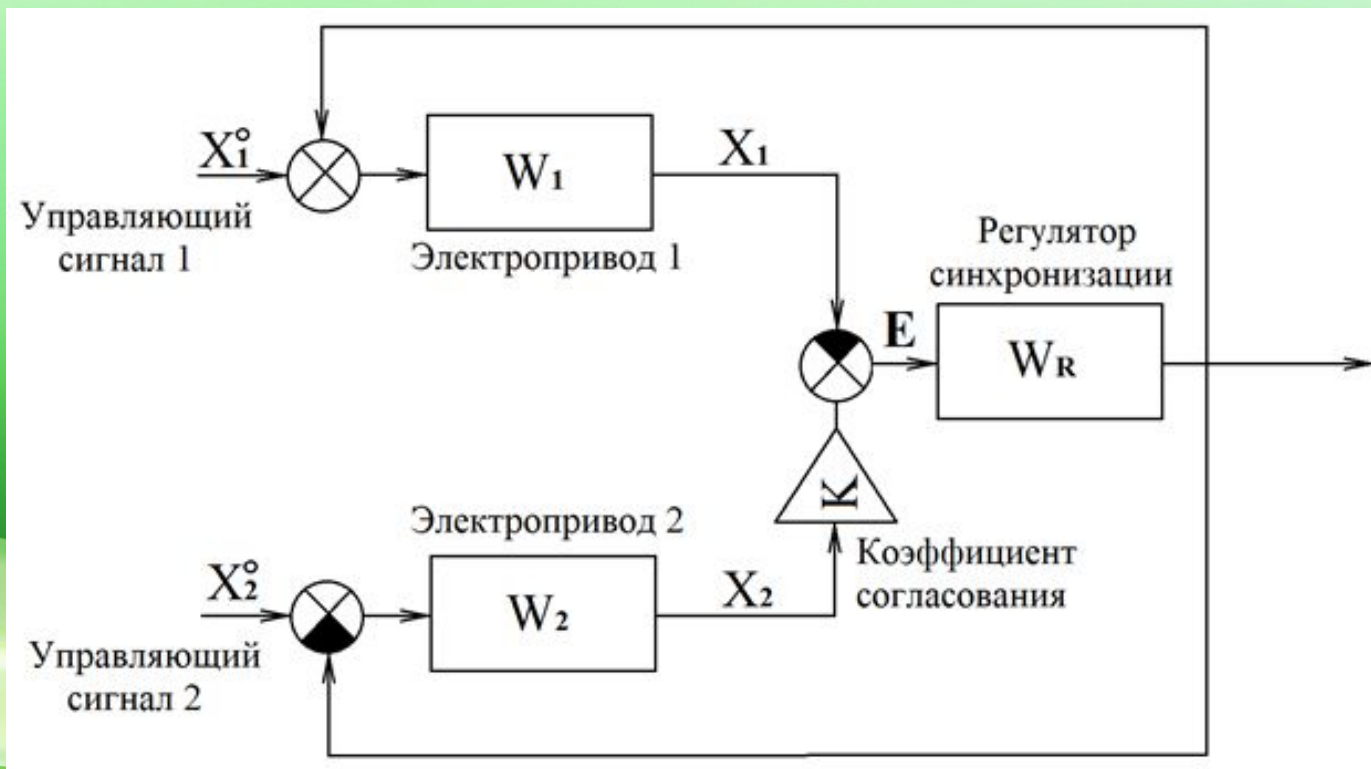 X₁°
Управляющий
сигнал 1
W₁
Электропривод 1
X₁
Регулятор
синхронизации
E
W_R
K
Коэффициент
согласования
X₂°
Управляющий
сигнал 2
Электропривод 2
W₂
X₂